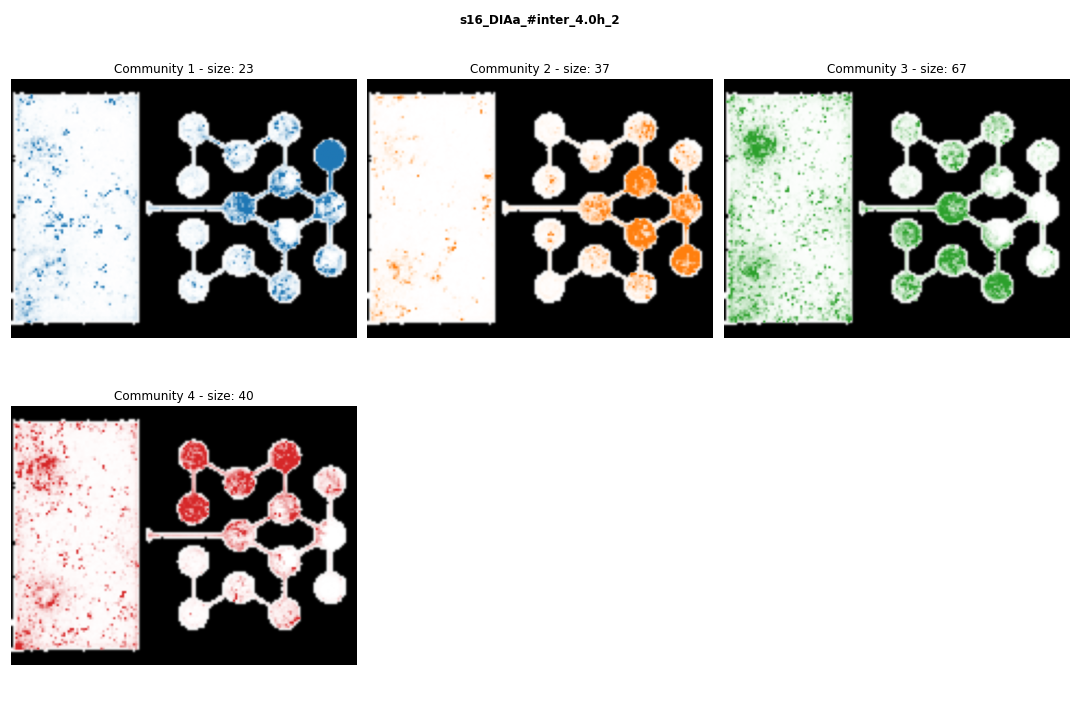 s16_DIAa_#inter_4.0h_2
Community 1 - size: 23
Community 2 - size: 37
Community 3 - size: 67
Community 4 - size: 40